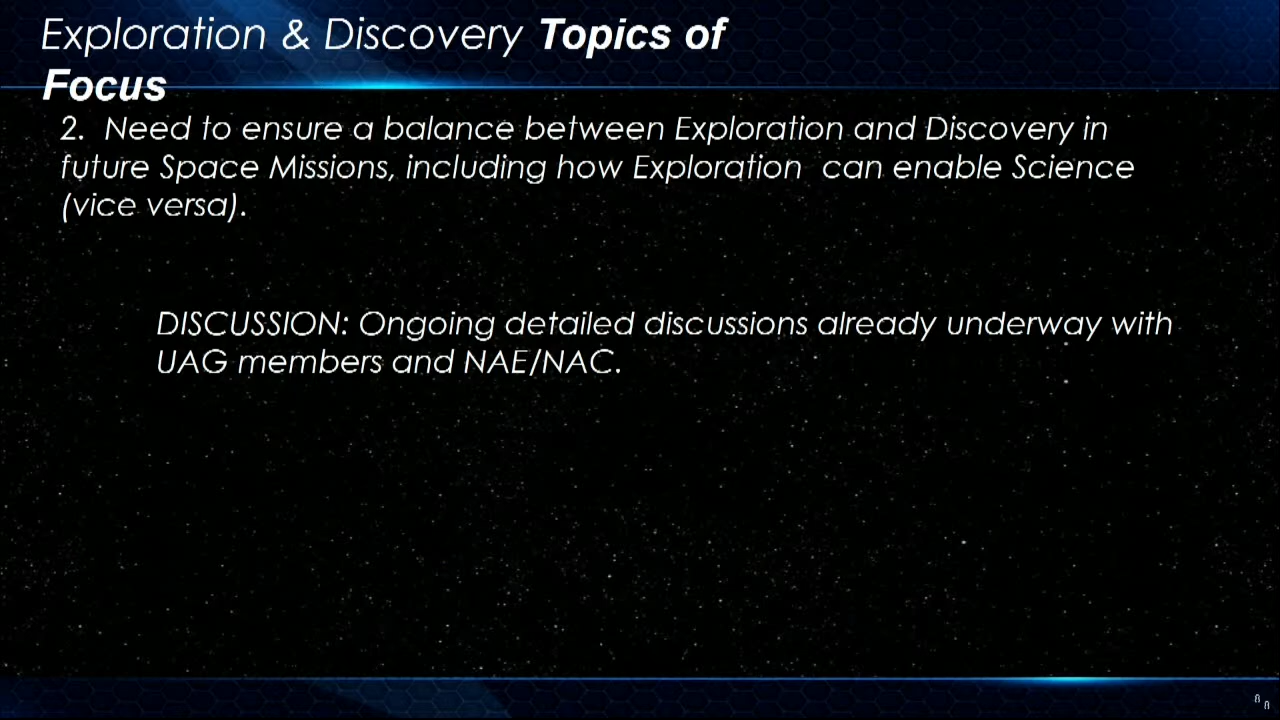 Exploration & Discovery Topics of
Focus
2. Need to ensure a balance between Exploration and Discovery in
future Space Missions, including how Exploration can enable Science
(vice versa).
DISCUSSION: Ongoing detailed discussions already underway with
UAG members and NAE/NAC.
8 8